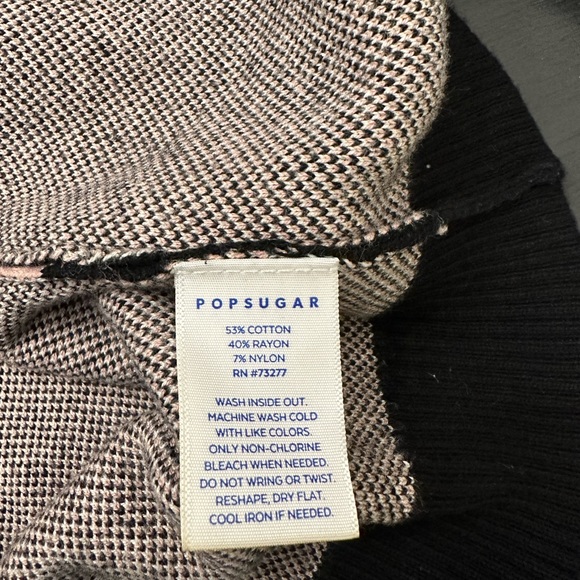 POPSUGAR
53% COTTON
40% RAYON
7% NYLON
RN #73277
WASH INSIDE OUT.
MACHINE WASH COLD
WITH LIKE COLORS.
ONLY NON-CHLORINE
BLEACH WHEN NEEDED.
DO NOT WRING OR TWIST.
RESHAPE, DRY FLAT.
COOL IRON IF NEEDED.